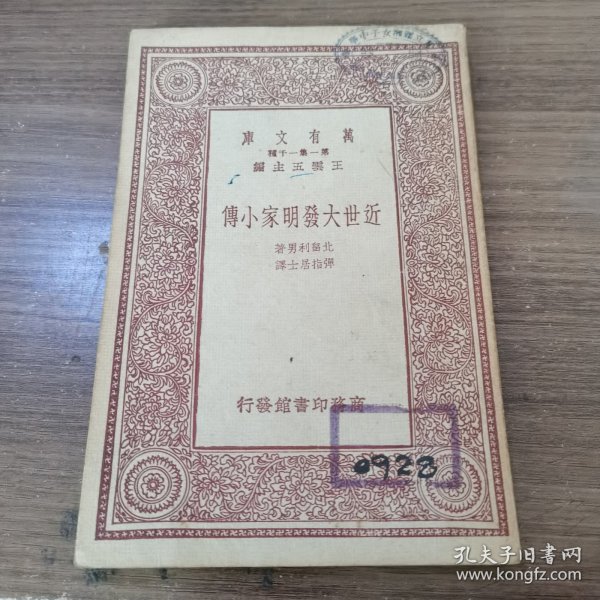 萬有文庫
第一集一千種
王雲五主編
近世大發明家小傳
北畠利男著
彈指居士譯
商務印書館發行
0928
孔夫子旧书网
www.kongfz.com